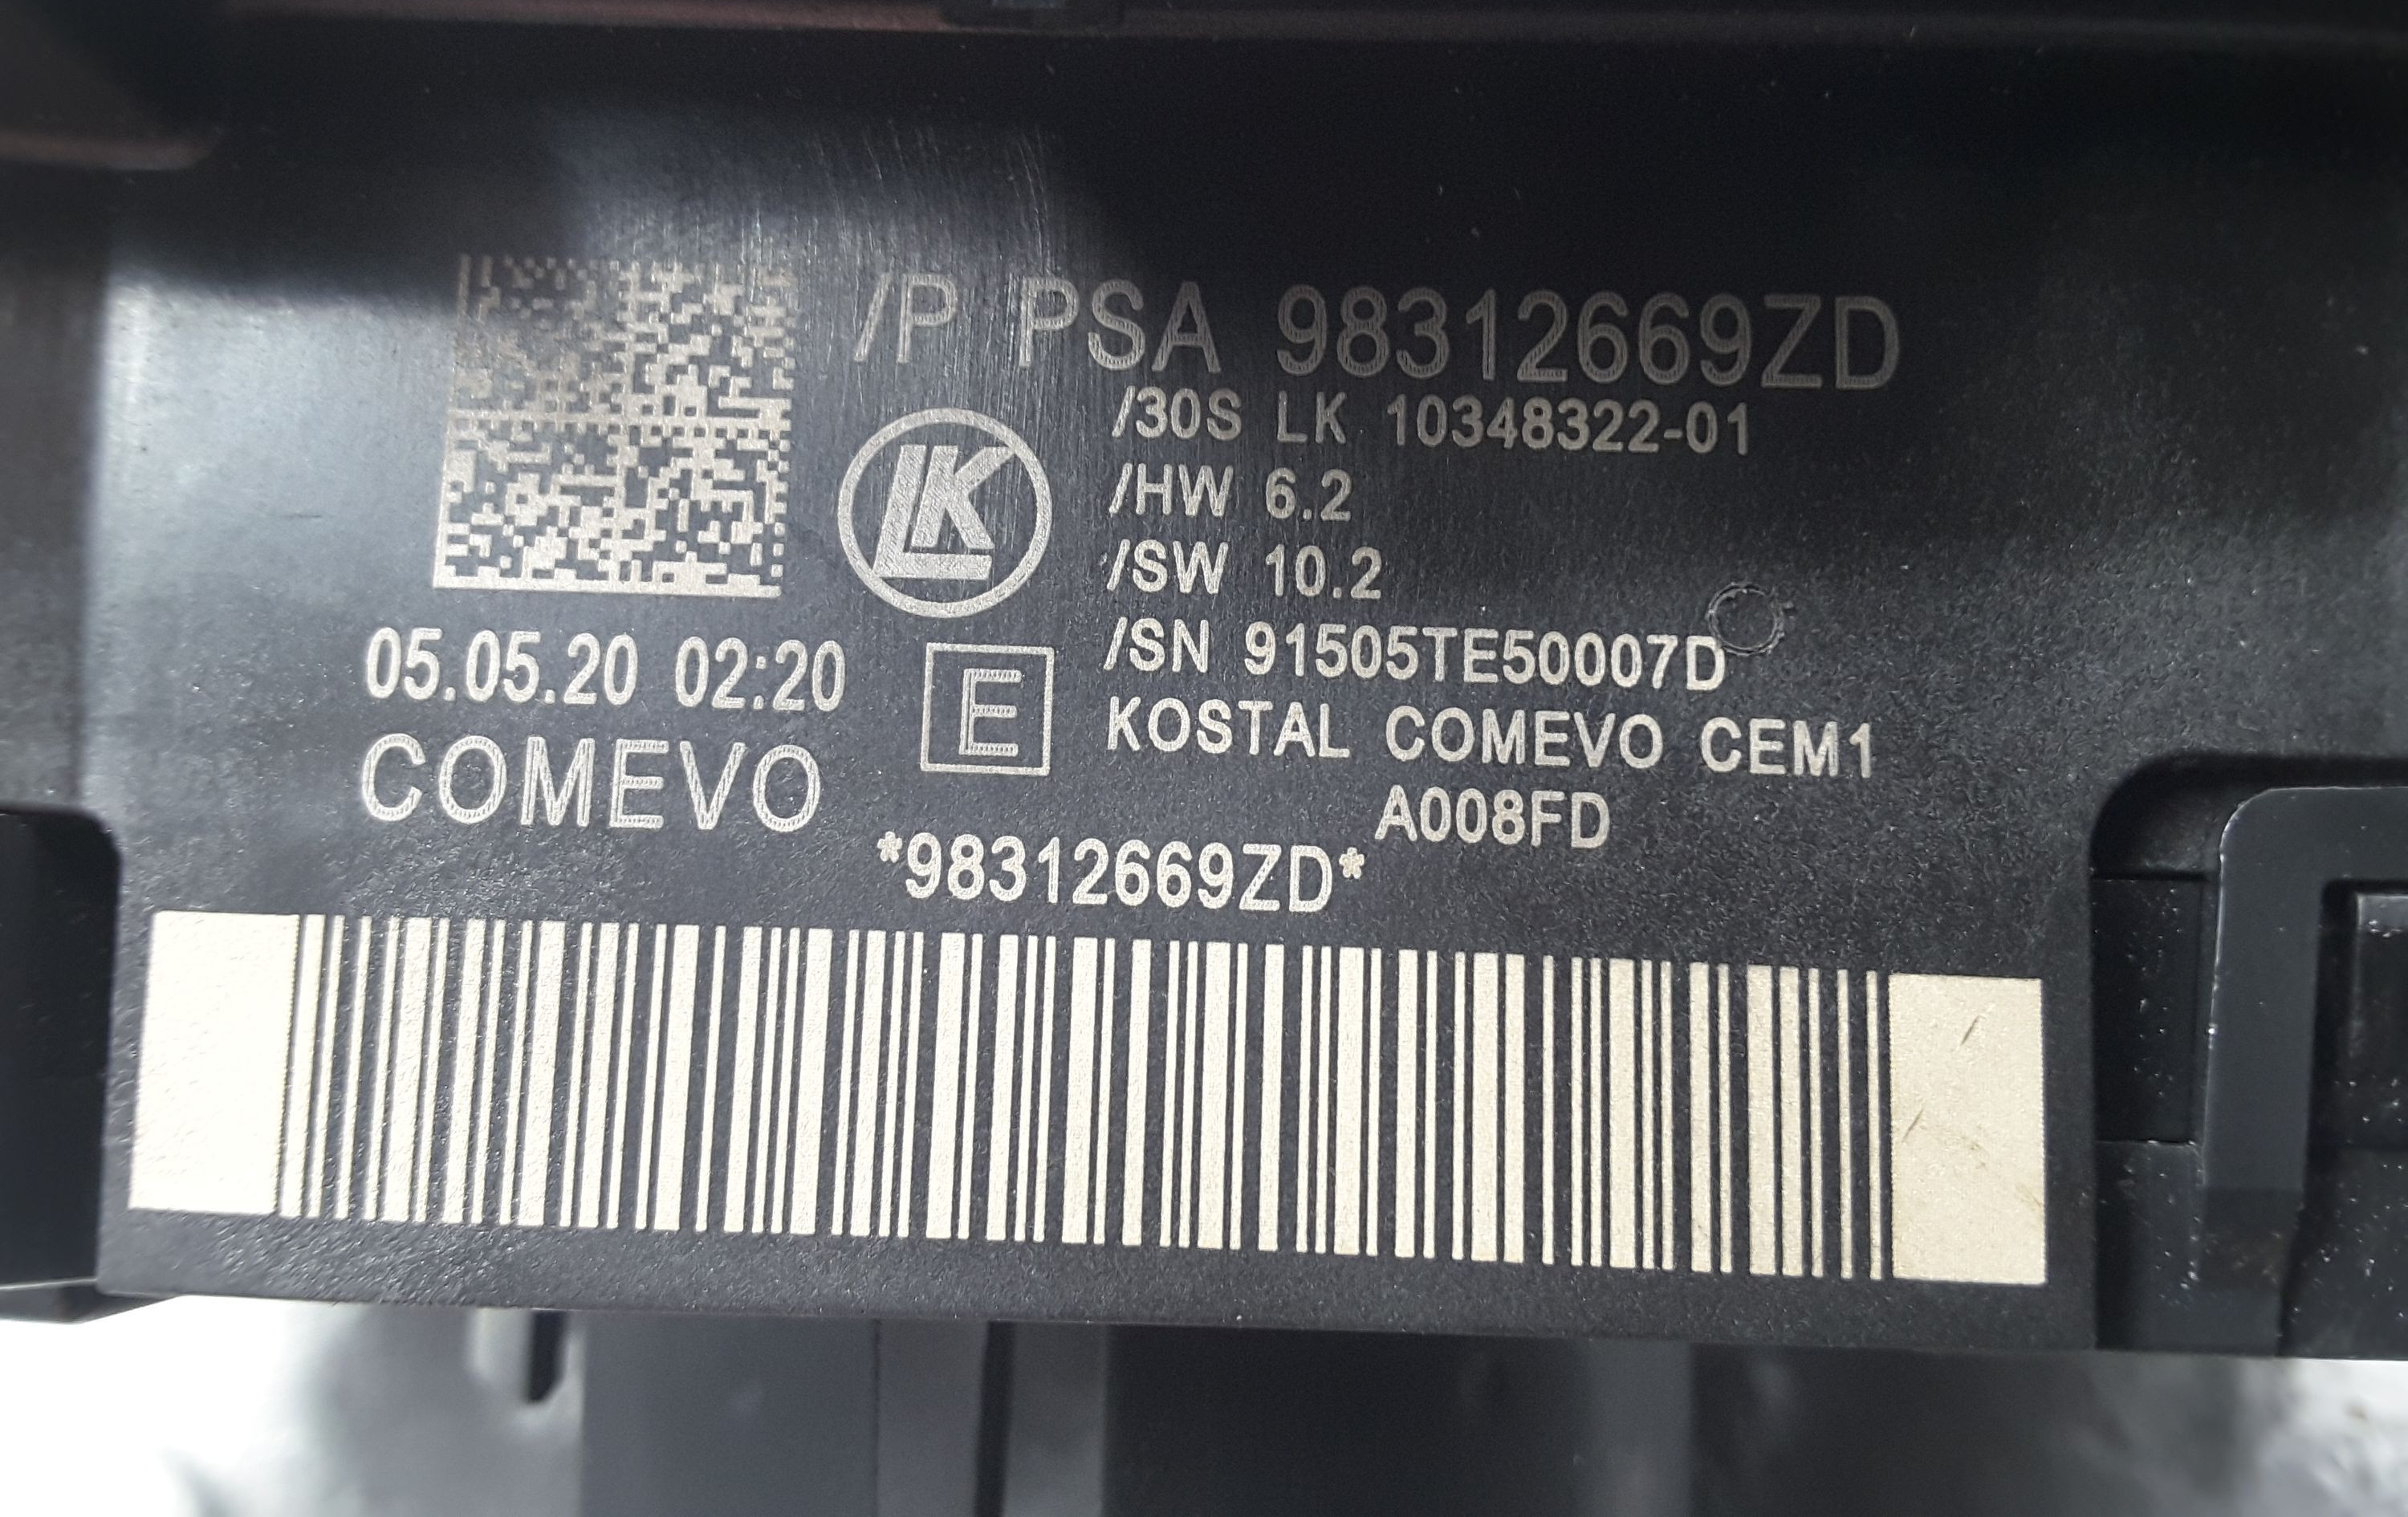 /P PSA 98312669ZD
/30S LK 10348322-01
LK
/HW 6.2
/SW 10.2
/SN 91505TE50007D
05.05.20 02:20
E
KOSTAL COMEVO CEM1
COMEVO
A008FD
*98312669ZD*